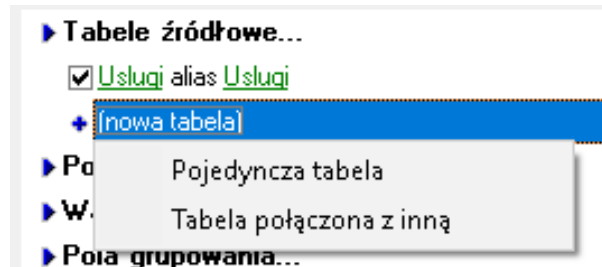 Tabele źródłowe...
Uslugi alias Uslugi
(nowa tabela)
Pojedyncza tabela
Tabela połączona z inną
Pola grupowania...